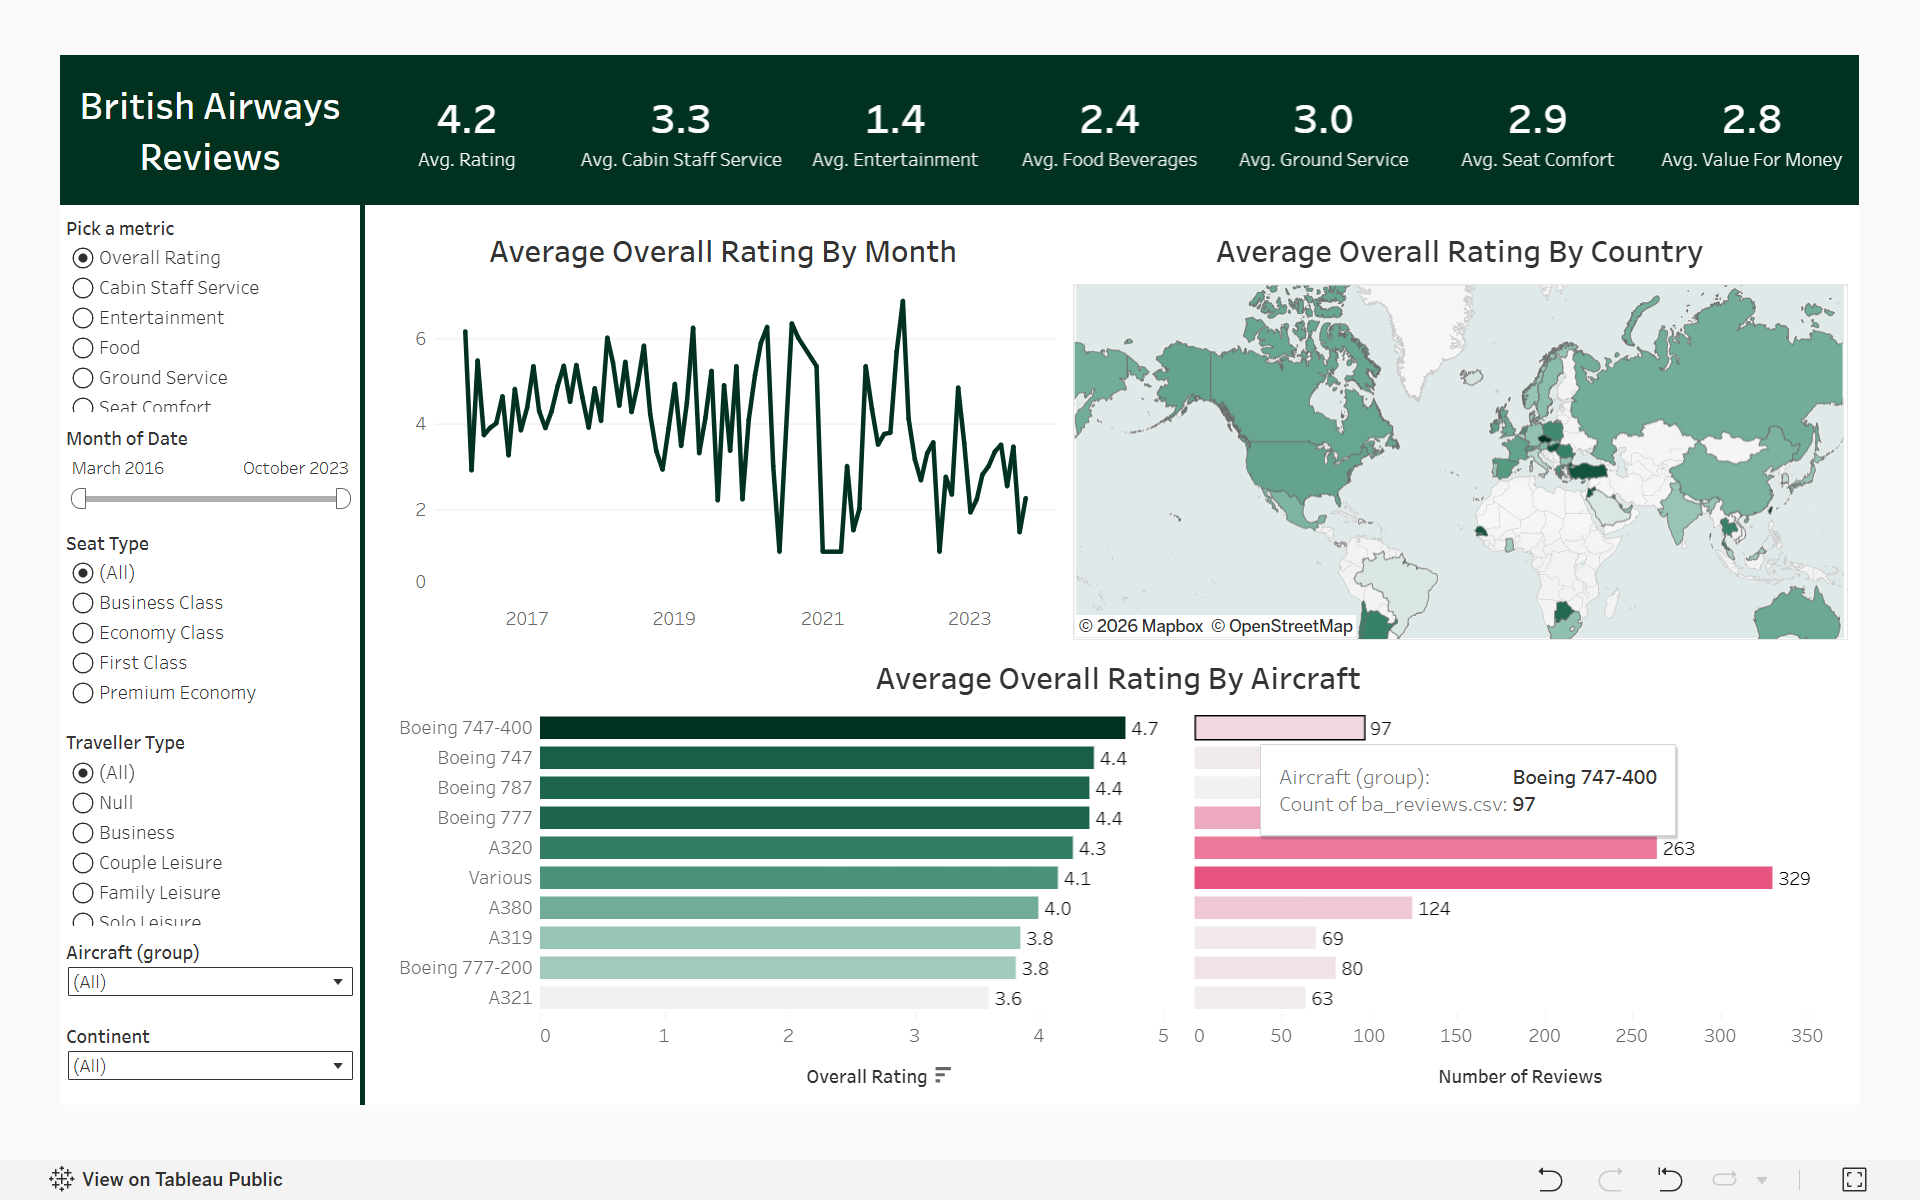 British Airways
Reviews
4.2
Avg. Rating
3.3
Avg. Cabin Staff Service
1.4
Avg. Entertainment
2.4
Avg. Food Beverages
3.0
Avg. Ground Service
2.9
Avg. Seat Comfort
2.8
Avg. Value For Money
Pick a metric
Overall Rating
Cabin Staff Service
Entertainment
Food
Ground Service
Seat Comfort
Month of Date
March 2016
October 2023
Seat Type
(All)
Business Class
Economy Class
First Class
Premium Economy
Traveller Type
(All)
Null
Business
Couple Leisure
Family Leisure
Solo Leisure
Aircraft (group)
(All)
Continent
(All)
Average Overall Rating By Month
6
4
2
0
2017
2019
2021
2023
Average Overall Rating By Country
© 2026 Mapbox © OpenStreetMap
Average Overall Rating By Aircraft
Boeing 747-400 4.7 97
Boeing 747 4.4
Boeing 787 4.4
Boeing 777 4.4
A320 4.3 263
Various 4.1 329
A380 4.0 124
A319 3.8 69
Boeing 777-200 3.8 80
A321 3.6 63
Aircraft (group): Boeing 747-400
Count of ba_reviews.csv: 97
0 1 2 3 4 5
0 50 100 150 200 250 300 350
Overall Rating
Number of Reviews
View on Tableau Public